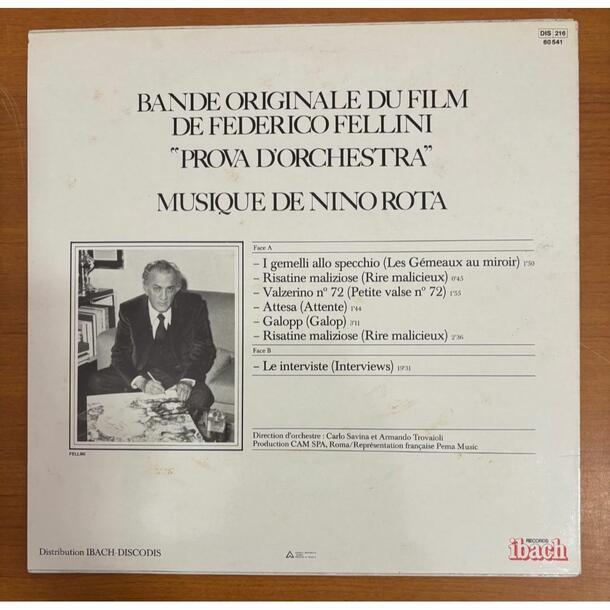 DIS 216
60 541
BANDE ORIGINALE DU FILM
DE FEDERICO FELLINI
“PROVA D'ORCHESTRA”
MUSIQUE DE NINO ROTA
Face A
– I gemelli allo specchio (Les Gémeaux au miroir) 1'50
– Risatine maliziose (Rire malicieux) 0'45
– Valzerino nº 72 (Petite valse nº 72) 1'55
– Attesa (Attente) 1'44
– Galopp (Galop) 3'11
– Risatine maliziose (Rire malicieux) 2'36
Face B
– Le interviste (Interviews) 19'31
Direction d'orchestre : Carlo Savina et Armando Trovaioli
Production CAM SPA, Roma/Représentation française Pema Music
FELLINI
Distribution IBACH-DISCODIS
RECORDS
ibach